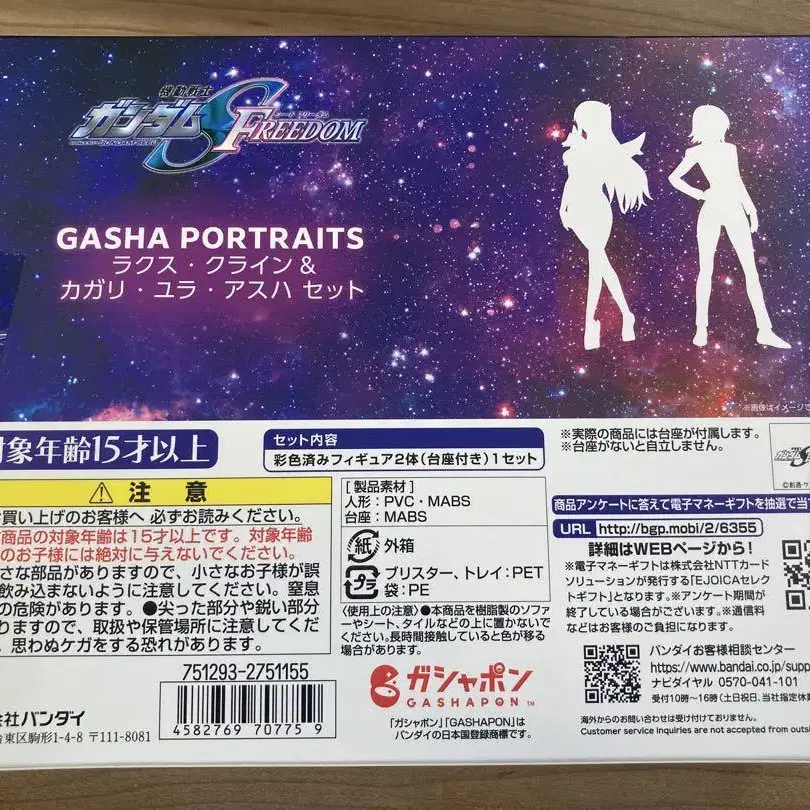 機動戦士
ガンダム
SEED FREEDOM
GASHA PORTRAITS
ラクス・クライン&
カガリ・ユラ・アスハ セット
対象年齢15才以上
セット内容
彩色済みフィギュア2体(台座付き)1セット
※実際の商品には台座が付属します。
※台座がないと自立しません。
注意
買い上げのお客様へ 必ずお読みください。
商品の対象年齢は15才以上です。対象年齢
のお子様には絶対に与えないでください。
さな部品がありますので、小さなお子様が誤
飲み込まないように注意してください。窒息
の危険があります。●尖った部分や鋭い部分
ますので、取扱や保管場所に注意してくだ
。思わぬケガをする恐れがあります。
751293-2751155
4582769 707759
会社バンダイ
東区駒形1-4-8 〒111-8081
[製品素材]
人形:PVC・MABS
台座:MABS
紙 外箱
プラ ブリスター、トレイ:PET
袋:PE
〈使用上の注意〉●本商品を樹脂製のソファ
ーやシート、タイルなどの上に置かないで
ください。長時間接触していると色が移る
場合があります。
ガシャポン
GASHAPON™
「ガシャポン」「GASHAPON」は
バンダイの日本国登録商標です。
商品アンケートに答えて電子マネーギフトを抽選で当
URL http://bgp.mobi/2/6355
詳細はWEBページから!
※電子マネーギフトは株式会社NTTカード
ソリューションが発行する「EJOICAセレク
トギフト」となります。※アンケート期間が
終了している場合がございます。※通信料
などはお客様のご負担になります。
バンダイお客様相談センター
https://www.bandai.co.jp/supp
ナビダイヤル 0570-041-101
受付10時〜16時(土日祝日、当社指定休
海外からのお問い合わせは受け付けておりません。
Customer service inquiries are not accepted from outsi